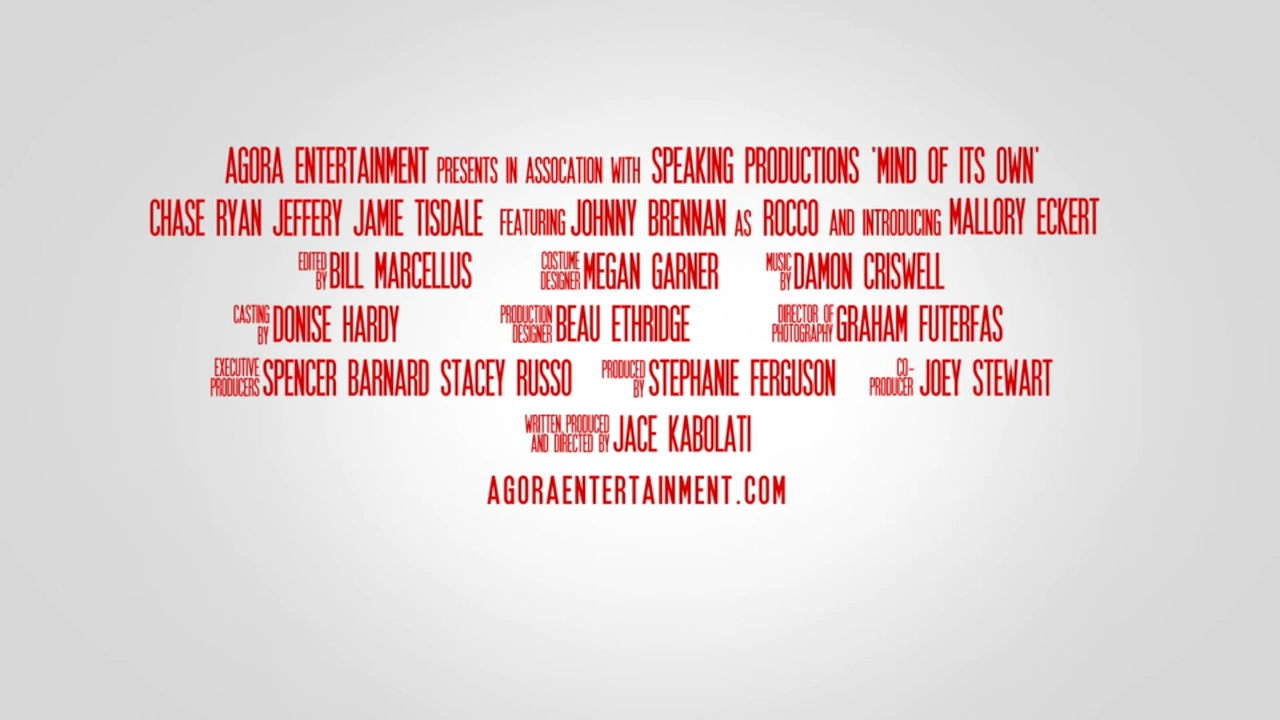 AGORA ENTERTAINMENT PRESENTS IN ASSOCATION WITH SPEAKING PRODUCTIONS 'MIND OF ITS OWN'
CHASE RYAN JEFFERY JAMIE TISDALE FEATURING JOHNNY BRENNAN AS ROCCO AND INTRODUCING MALLORY ECKERT
EDITED BY BILL MARCELLUS COSTUME DESIGNER MEGAN GARNER MUSIC BY DAMON CRISWELL
CASTING BY DONISE HARDY PRODUCTION DESIGNER BEAU ETHRIDGE DIRECTOR OF PHOTOGRAPHY GRAHAM FUTERFAS
EXECUTIVE PRODUCERS SPENCER BARNARD STACEY RUSSO PRODUCED BY STEPHANIE FERGUSON CO-PRODUCER JOEY STEWART
WRITTEN, PRODUCED AND DIRECTED BY JACE KABOLATI
AGORAENTERTAINMENT.COM